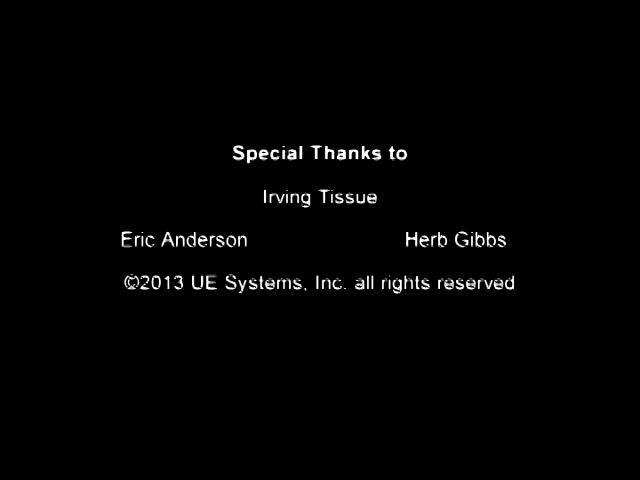 Special Thanks to
Irving Tissue
Eric Anderson Herb Gibbs
©2013 UE Systems, Inc. all rights reserved